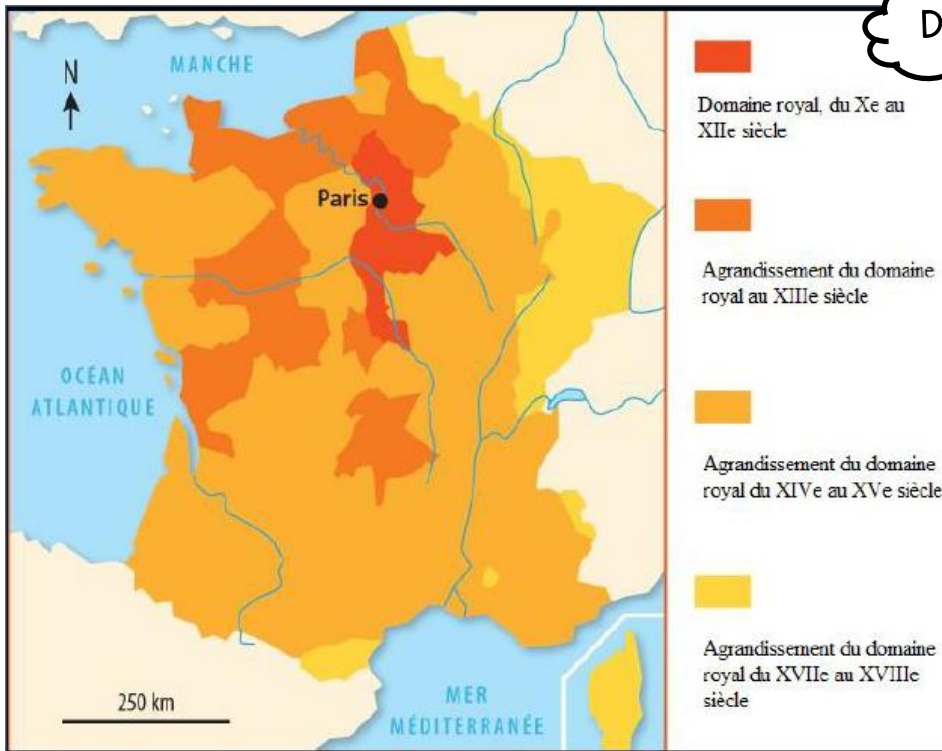 D
N
MANCHE
Paris
OCÉAN
ATLANTIQUE
250 km
MER
MÉDITERRANÉE
Domaine royal, du Xe au
XIIe siècle
Agrandissement du domaine
royal au XIIIe siècle
Agrandissement du domaine
royal du XIVe au XVe siècle
Agrandissement du domaine
royal du XVIIe au XVIIIe
siècle